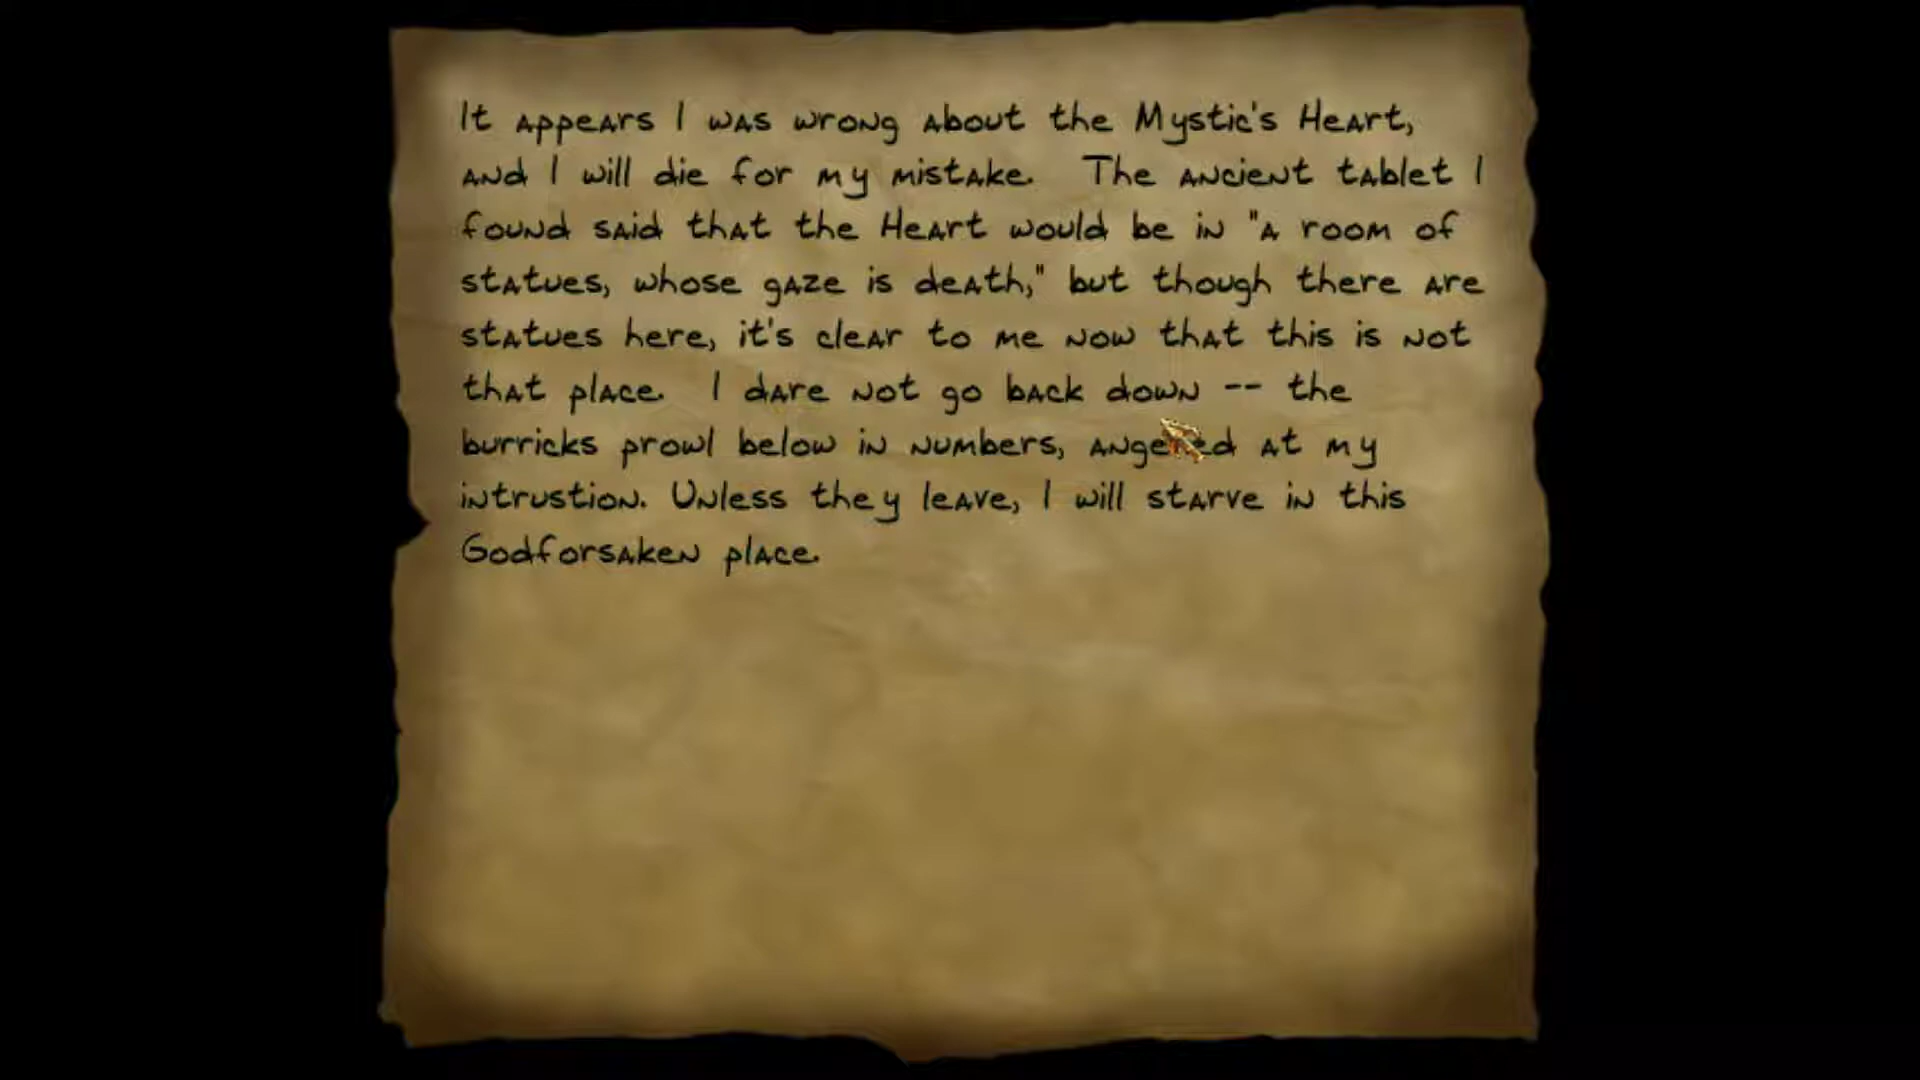 It appears I was wrong about the Mystic's Heart,
and I will die for my mistake. The ancient tablet I
found said that the Heart would be in "a room of
statues, whose gaze is death," but though there are
statues here, it's clear to me now that this is not
that place. I dare not go back down -- the
burricks prowl below in numbers, angered at my
intrustion. Unless they leave, I will starve in this
Godforsaken place.